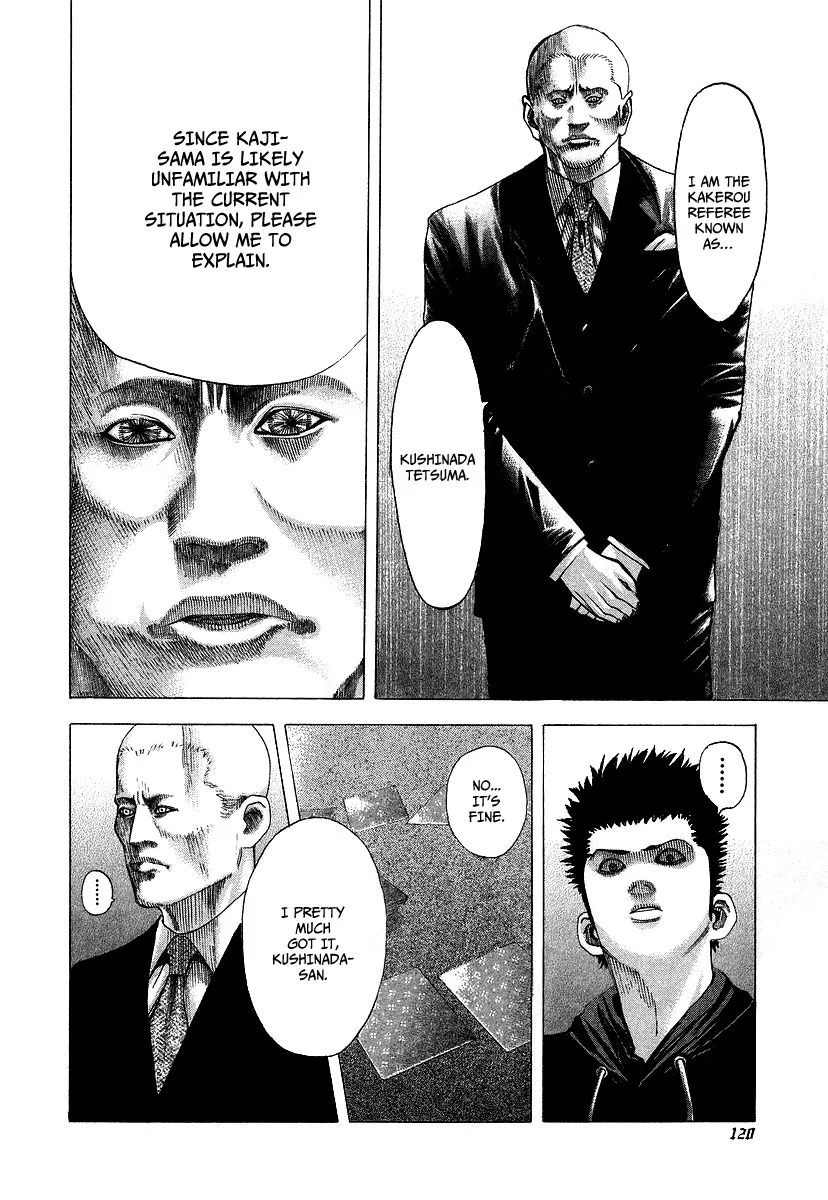 I AM THE
KAKEROU
REFEREE
KNOWN
AS...
KUSHINADA
TETSUMA.
SINCE KAJI-
SAMA IS LIKELY
UNFAMILIAR WITH
THE CURRENT
SITUATION, PLEASE
ALLOW ME TO
EXPLAIN.
......
NO...
IT'S
FINE.
I PRETTY
MUCH
GOT IT,
KUSHINADA-
SAN.
......
120